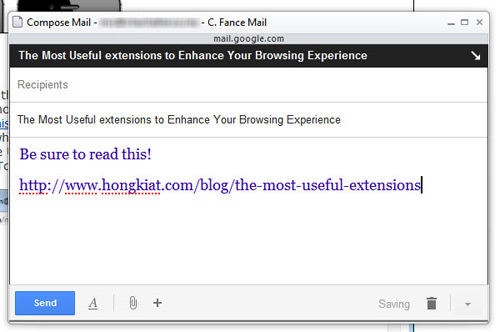 Compose Mail - - C. Fance Mail
mail.google.com
The Most Useful extensions to Enhance Your Browsing Experience
Recipients
The Most Useful extensions to Enhance Your Browsing Experience
Be sure to read this!
http://www.hongkiat.com/blog/the-most-useful-extensions
Send A Saving